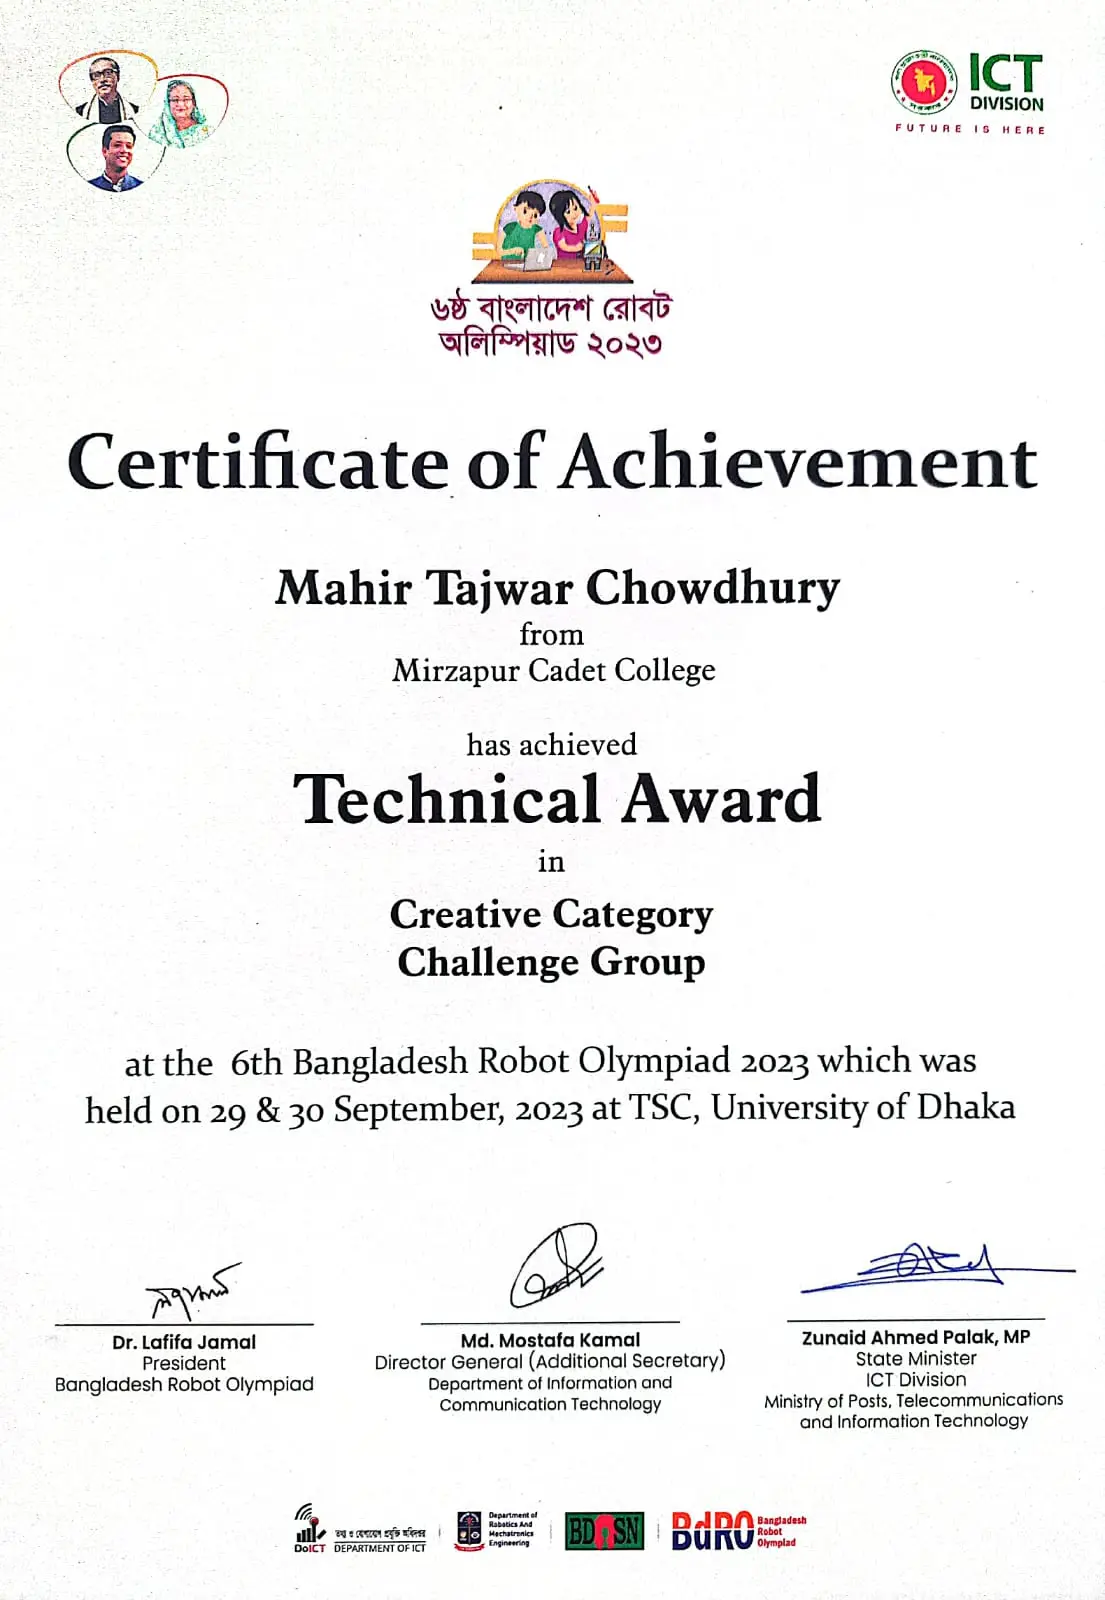 ICT
DIVISION
FUTURE IS HERE
৬ষ্ঠ বাংলাদেশ রোবট
অলিম্পিয়াড ২০২৩
Certificate of Achievement
Mahir Tajwar Chowdhury
from
Mirzapur Cadet College
has achieved
Technical Award
in
Creative Category
Challenge Group
at the 6th Bangladesh Robot Olympiad 2023 which was
held on 29 & 30 September, 2023 at TSC, University of Dhaka
Dr. Lafifa Jamal
President
Bangladesh Robot Olympiad
Md. Mostafa Kamal
Director General (Additional Secretary)
Department of Information and
Communication Technology
Zunaid Ahmed Palak, MP
State Minister
ICT Division
Ministry of Posts, Telecommunications
and Information Technology
DoICT
তথ্য ও যোগাযোগ প্রযুক্তি অধিদপ্তর
DEPARTMENT OF ICT
Department of
Robotics And
Mechatronics
Engineering
BDOSN
BdRO
Bangladesh
Robot
Olympiad